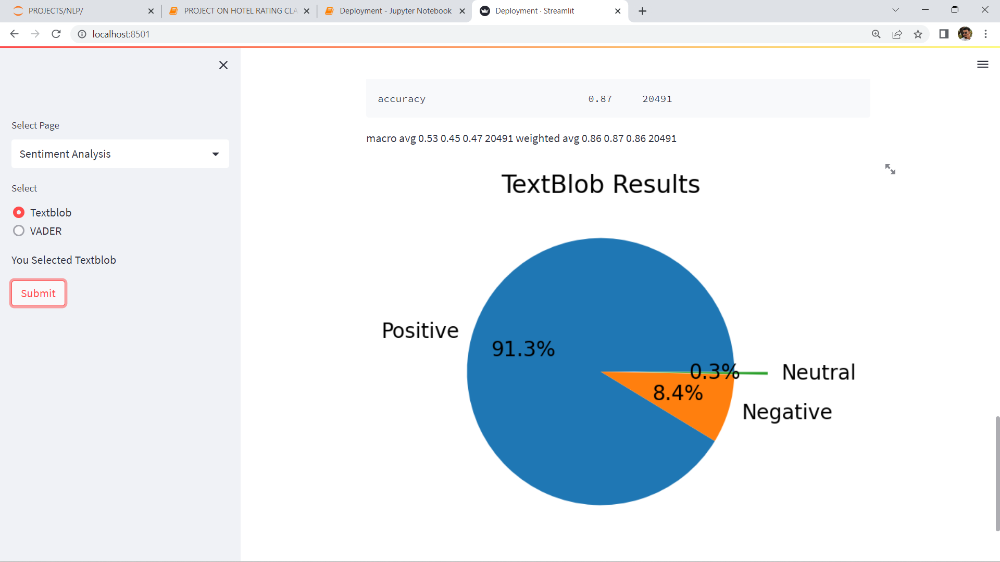 PROJECTS/NLP/
PROJECT ON HOTEL RATING CLA
Deployment - Jupyter Notebook
Deployment · Streamlit
localhost:8501
Select Page
Sentiment Analysis
Select
Textblob
VADER
You Selected Textblob
Submit
accuracy 0.87 20491
macro avg 0.53 0.45 0.47 20491 weighted avg 0.86 0.87 0.86 20491
TextBlob Results
Positive
91.3%
0.3%
Neutral
8.4%
Negative